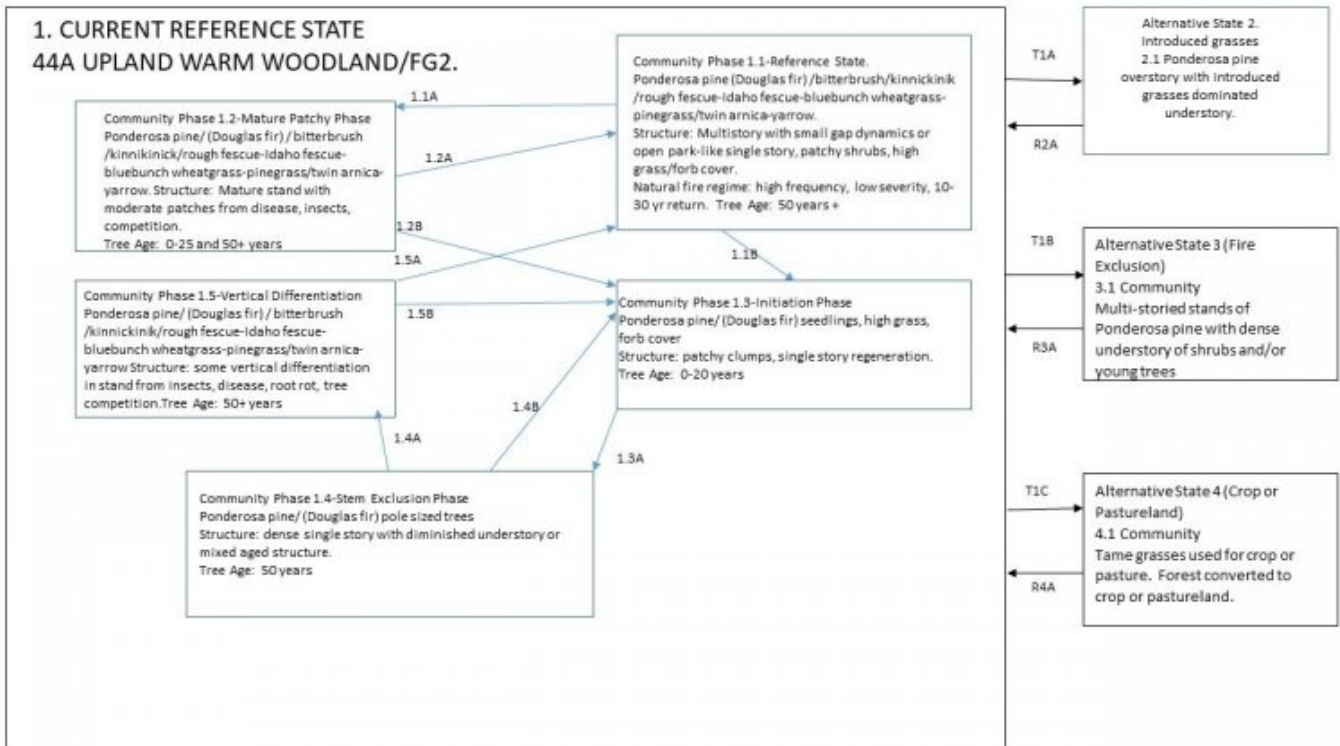 1. CURRENT REFERENCE STATE
44A UPLAND WARM WOODLAND/FG2.
Community Phase 1.1-Reference State.
Ponderosa pine (Douglas fir) /bitterbrush/kinnickinik
/rough fescue-Idaho fescue-bluebunch wheatgrass-
pinegrass/twin arnica-yarrow.
Structure: Multistory with small gap dynamics or
open park-like single story, patchy shrubs, high
grass/forb cover.
Natural fire regime: high frequency, low severity, 10-
30 yr return. Tree Age: 50 years +
1.1A
1.2A
Community Phase 1.2-Mature Patchy Phase
Ponderosa pine/ (Douglas fir) / bitterbrush
/kinnikinick/rough fescue-Idaho fescue-
bluebunch wheatgrass-pinegrass/twin arnica-
yarrow. Structure: Mature stand with
moderate patches from disease, insects,
competition.
Tree Age: 0-25 and 50+ years
1.2B
1.5A
1.1B
Community Phase 1.5-Vertical Differentiation
Ponderosa pine/ (Douglas fir) / bitterbrush
/kinnickinik/rough fescue-Idaho fescue-
bluebunch wheatgrass-pinegrass/twin arnica-
yarrow Structure: some vertical differentiation
in stand from insects, disease, root rot, tree
competition.Tree Age: 50+ years
1.5B
Community Phase 1.3-Initiation Phase
Ponderosa pine/ (Douglas fir) seedlings, high grass,
forb cover
Structure: patchy clumps, single story regeneration.
Tree Age: 0-20 years
1.4A
1.4B
1.3A
Community Phase 1.4-Stem Exclusion Phase
Ponderosa pine/ (Douglas fir) pole sized trees
Structure: dense single story with diminished understory or
mixed aged structure.
Tree Age: 50 years
T1A
R2A
Alternative State 2.
Introduced grasses
2.1 Ponderosa pine
overstory with introduced
grasses dominated
understory.
T1B
R3A
Alternative State 3 (Fire
Exclusion)
3.1 Community
Multi-storied stands of
Ponderosa pine with dense
understory of shrubs and/or
young trees
T1C
R4A
Alternative State 4 (Crop or
Pastureland)
4.1 Community
Tame grasses used for crop or
pasture. Forest converted to
crop or pastureland.